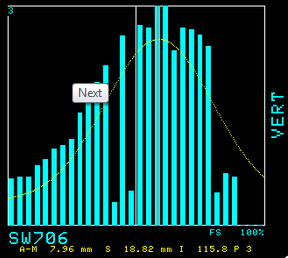 3
Next
VERT
FS 100%
SW706
A-M 7.96 mm S 18.82 mm I 115.8 P 3